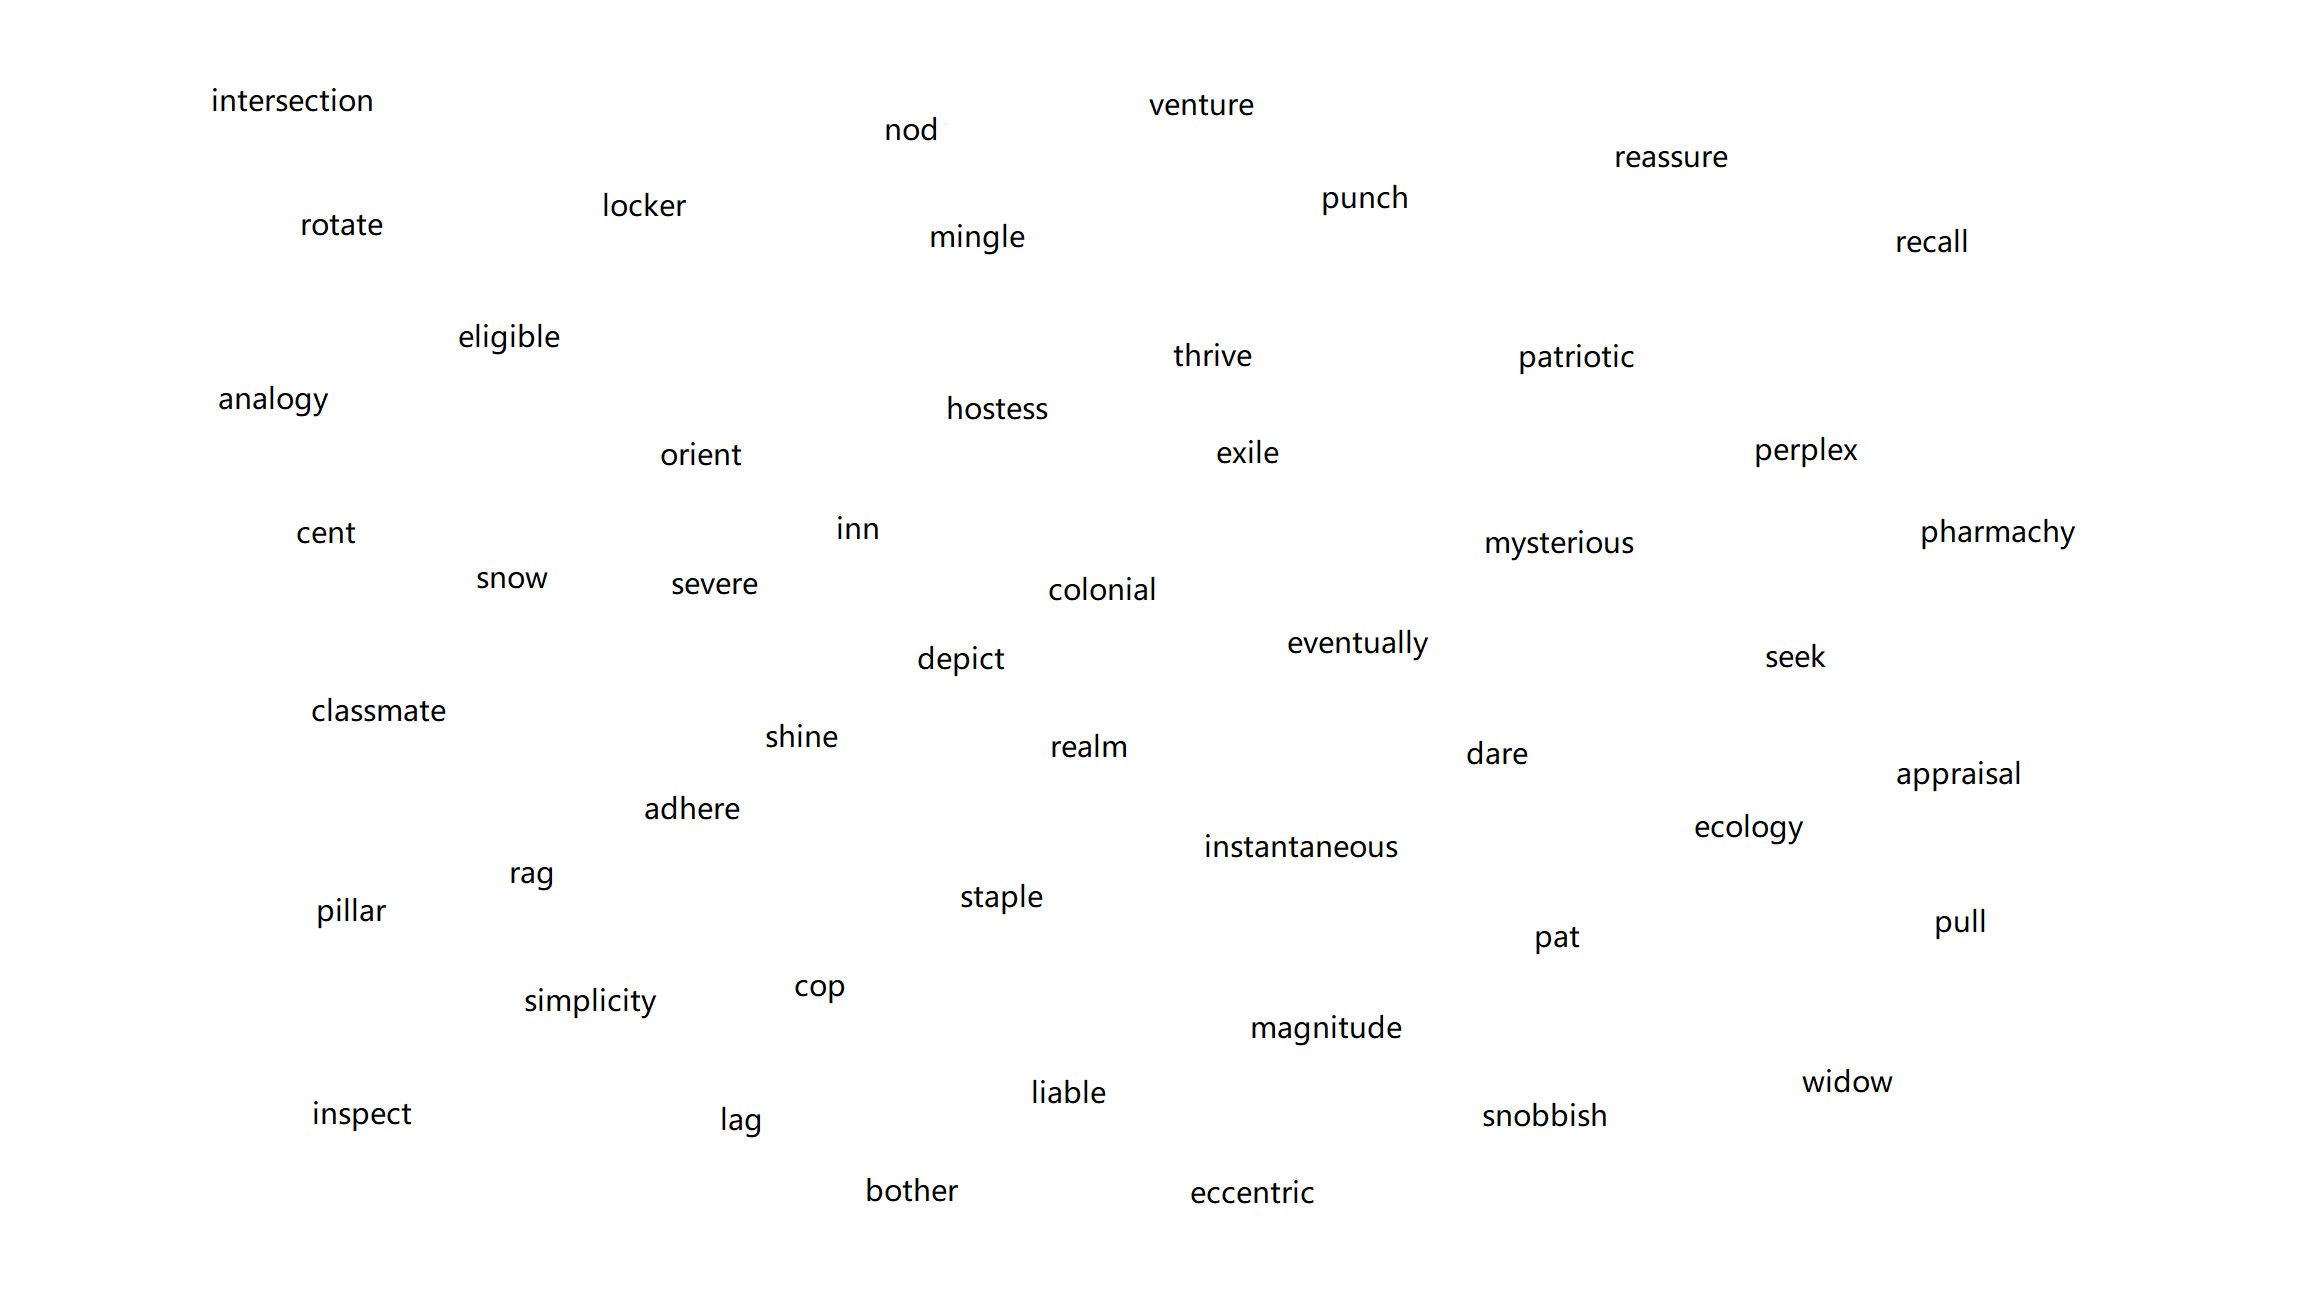 intersection
venture
nod
reassure
punch
locker
rotate
mingle
recall
eligible
thrive
patriotic
analogy
hostess
orient
exile
perplex
cent
inn
mysterious
pharmachy
snow
severe
colonial
eventually
depict
seek
classmate
shine
realm
dare
appraisal
adhere
ecology
instantaneous
rag
staple
pillar
pull
pat
cop
simplicity
magnitude
widow
liable
inspect
lag
snobbish
bother
eccentric